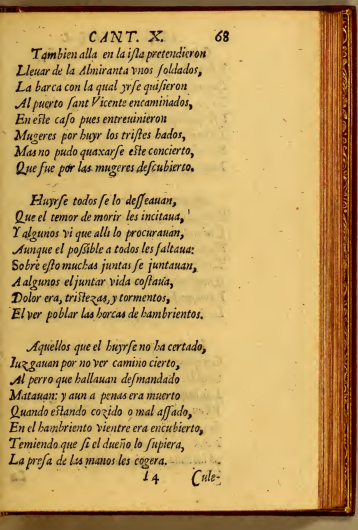 CANT. X. 68
Tambien alla en la iſla pretendieron
Lleuar de la Almiranta vnos ſoldados,
La barca con la qual yrſe quiſieron
Al puerto ſant Vicente encaminados,
En eſte caſo pues entreuinieron
Mugeres por huyr los triſtes hados,
Mas no pudo quaxarſe eſte concierto,
Que fue por las mugeres deſcubierto.
Huyrſe todos ſe lo deſſeauan,
Que el temor de morir les incitaua,
Y algunos vi que alli lo procurauan,
Aunque el poſsible a todos les faltaua:
Sobre eſto muchas juntas ſe juntauan,
A algunos el juntar vida coſtaua,
Dolor era, triſtezas, y tormentos,
El ver poblar las horcas de hambrientos.
Aquellos que el huyrſe no ha certado,
Iuzgauan por no ver camino cierto,
Al perro que hallauan deſmandado
Matauan: y aun a penas era muerto
Quando eſtando cozido o mal aſſado,
En el hambriento vientre era encubierto,
Temiendo que ſi el dueño lo ſupiera,
La preſa de las manos les cogera.
I4 Cule-